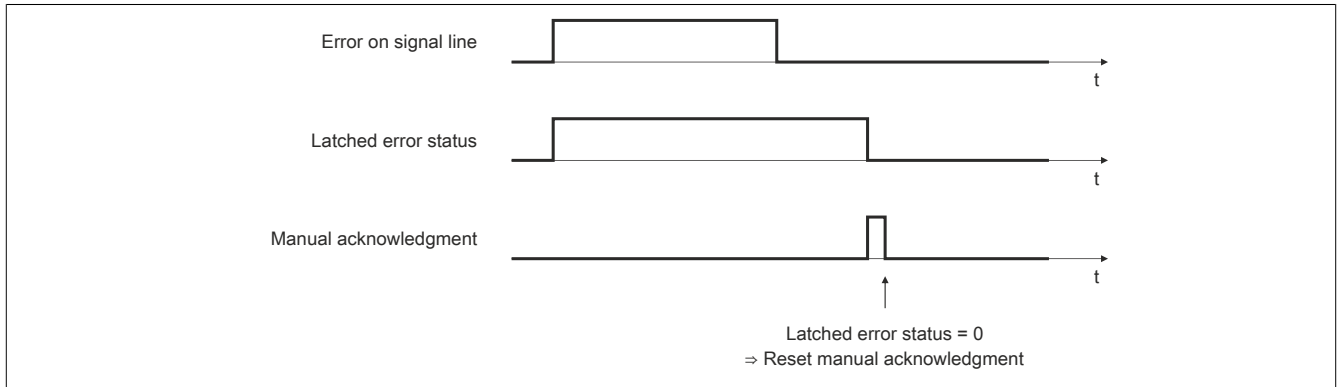 Error on signal line
t
Latched error status
t
Manual acknowledgment
t
Latched error status = 0
⇒ Reset manual acknowledgment